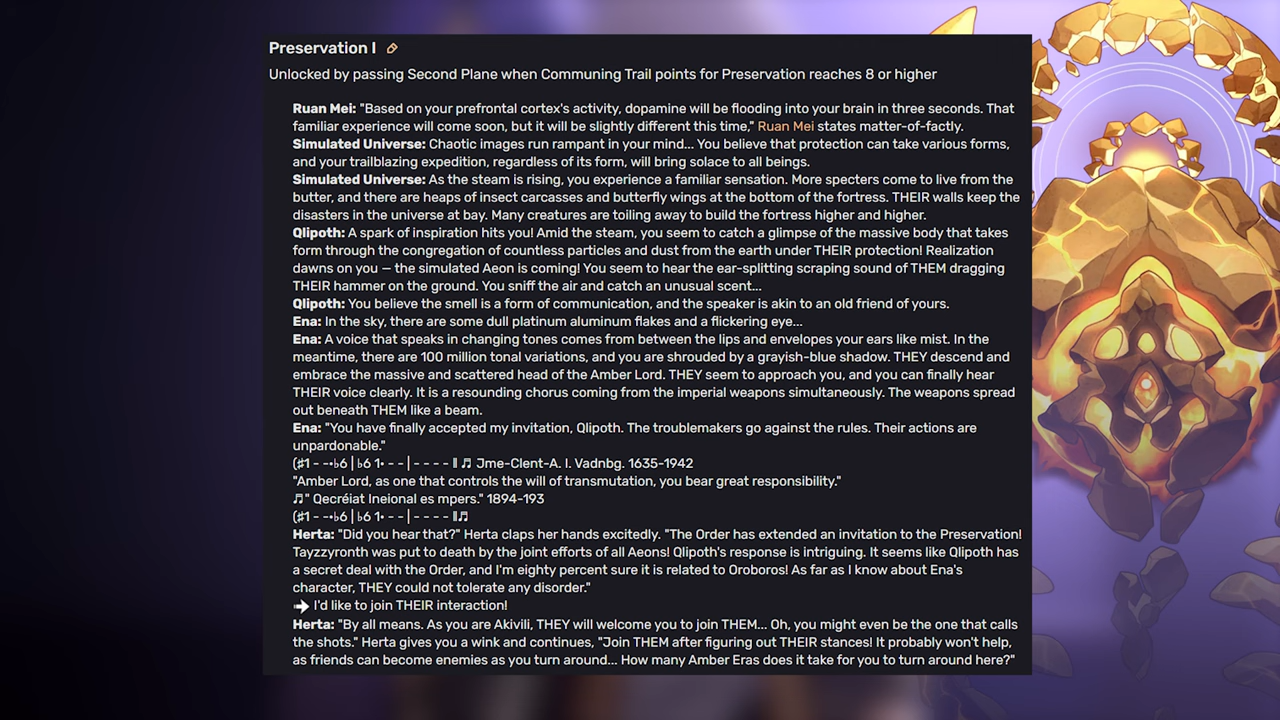 Preservation I
Unlocked by passing Second Plane when Communing Trail points for Preservation reaches 8 or higher
Ruan Mei: "Based on your prefrontal cortex's activity, dopamine will be flooding into your brain in three seconds. That
familiar experience will come soon, but it will be slightly different this time," Ruan Mei states matter-of-factly.
Simulated Universe: Chaotic images run rampant in your mind... You believe that protection can take various forms,
and your trailblazing expedition, regardless of its form, will bring solace to all beings.
Simulated Universe: As the steam is rising, you experience a familiar sensation. More specters come to live from the
butter, and there are heaps of insect carcasses and butterfly wings at the bottom of the fortress. THEIR walls keep the
disasters in the universe at bay. Many creatures are toiling away to build the fortress higher and higher.
Qlipoth: A spark of inspiration hits you! Amid the steam, you seem to catch a glimpse of the massive body that takes
form through the congregation of countless particles and dust from the earth under THEIR protection! Realization
dawns on you — the simulated Aeon is coming! You seem to hear the ear-splitting scraping sound of THEM dragging
THEIR hammer on the ground. You sniff the air and catch an unusual scent...
Qlipoth: You believe the smell is a form of communication, and the speaker is akin to an old friend of yours.
Ena: In the sky, there are some dull platinum aluminum flakes and a flickering eye...
Ena: A voice that speaks in changing tones comes from between the lips and envelopes your ears like mist. In the
meantime, there are 100 million tonal variations, and you are shrouded by a grayish-blue shadow. THEY descend and
embrace the massive and scattered head of the Amber Lord. THEY seem to approach you, and you can finally hear
THEIR voice clearly. It is a resounding chorus coming from the imperial weapons simultaneously. The weapons spread
out beneath THEM like a beam.
Ena: "You have finally accepted my invitation, Qlipoth. The troublemakers go against the rules. Their actions are
unpardonable."
(♯1 - -•♭6 | ♭6 1• - - | - - - - ‖ ♬ Jme-Clent-A. I. Vadnbg. 1635-1942
"Amber Lord, as one that controls the will of transmutation, you bear great responsibility."
♬" Qecréiat Ineional es mpers." 1894-193
(♯1 - -•♭6 | ♭6 1• - - | - - - - ‖♬
Herta: "Did you hear that?" Herta claps her hands excitedly. "The Order has extended an invitation to the Preservation!
Tayzzyronth was put to death by the joint efforts of all Aeons! Qlipoth's response is intriguing. It seems like Qlipoth has
a secret deal with the Order, and I'm eighty percent sure it is related to Oroboros! As far as I know about Ena's
character, THEY could not tolerate any disorder."
I'd like to join THEIR interaction!
Herta: "By all means. As you are Akivili, THEY will welcome you to join THEM... Oh, you might even be the one that calls
the shots." Herta gives you a wink and continues, "Join THEM after figuring out THEIR stances! It probably won't help,
as friends can become enemies as you turn around... How many Amber Eras does it take for you to turn around here?"